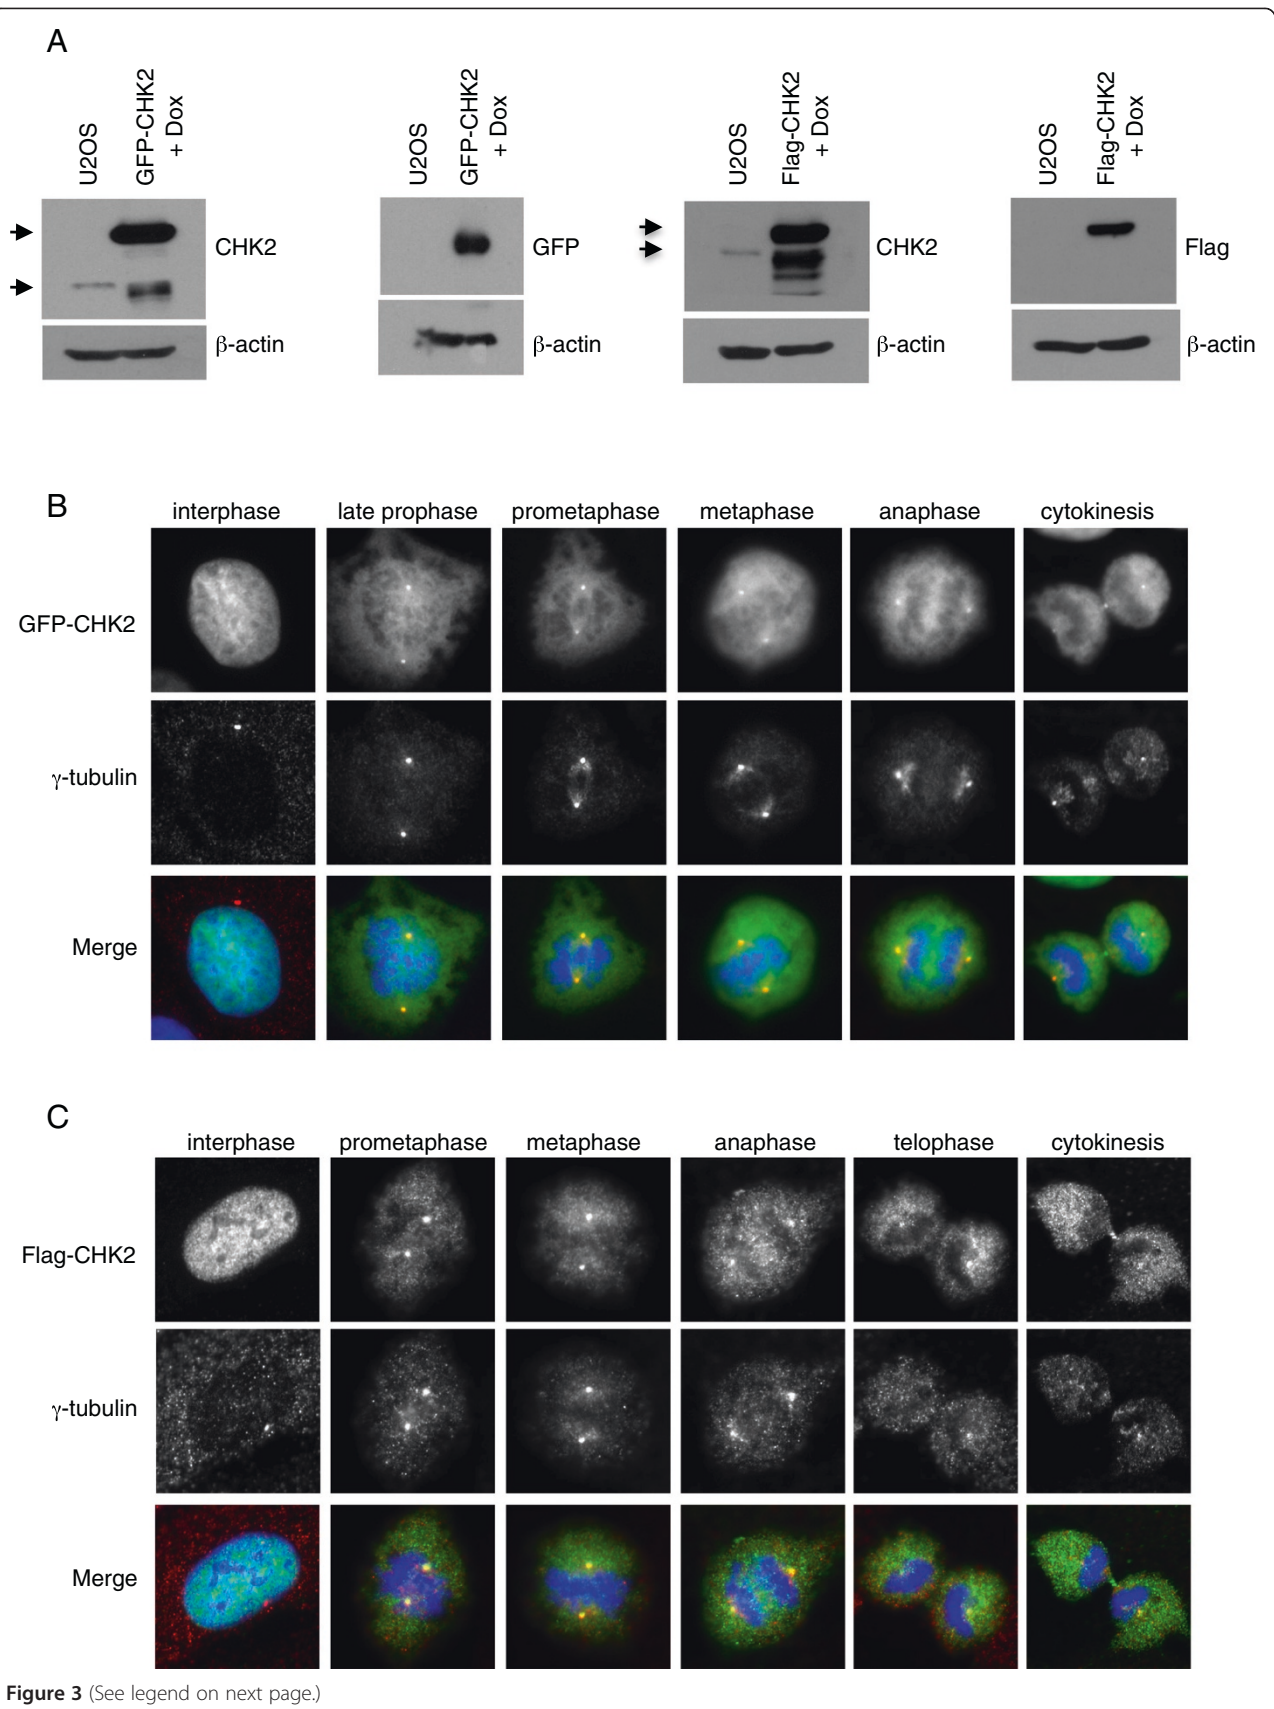 A
U2OS
GFP-CHK2
+ Dox
U2OS
GFP-CHK2
+ Dox
U2OS
Flag-CHK2
+ Dox
U2OS
Flag-CHK2
+ Dox
CHK2
GFP
CHK2
Flag
β-actin
β-actin
β-actin
β-actin
B
interphase late prophase prometaphase metaphase anaphase cytokinesis
GFP-CHK2
γ-tubulin
Merge
C
interphase prometaphase metaphase anaphase telophase cytokinesis
Flag-CHK2
γ-tubulin
Merge
Figure 3 (See legend on next page.)